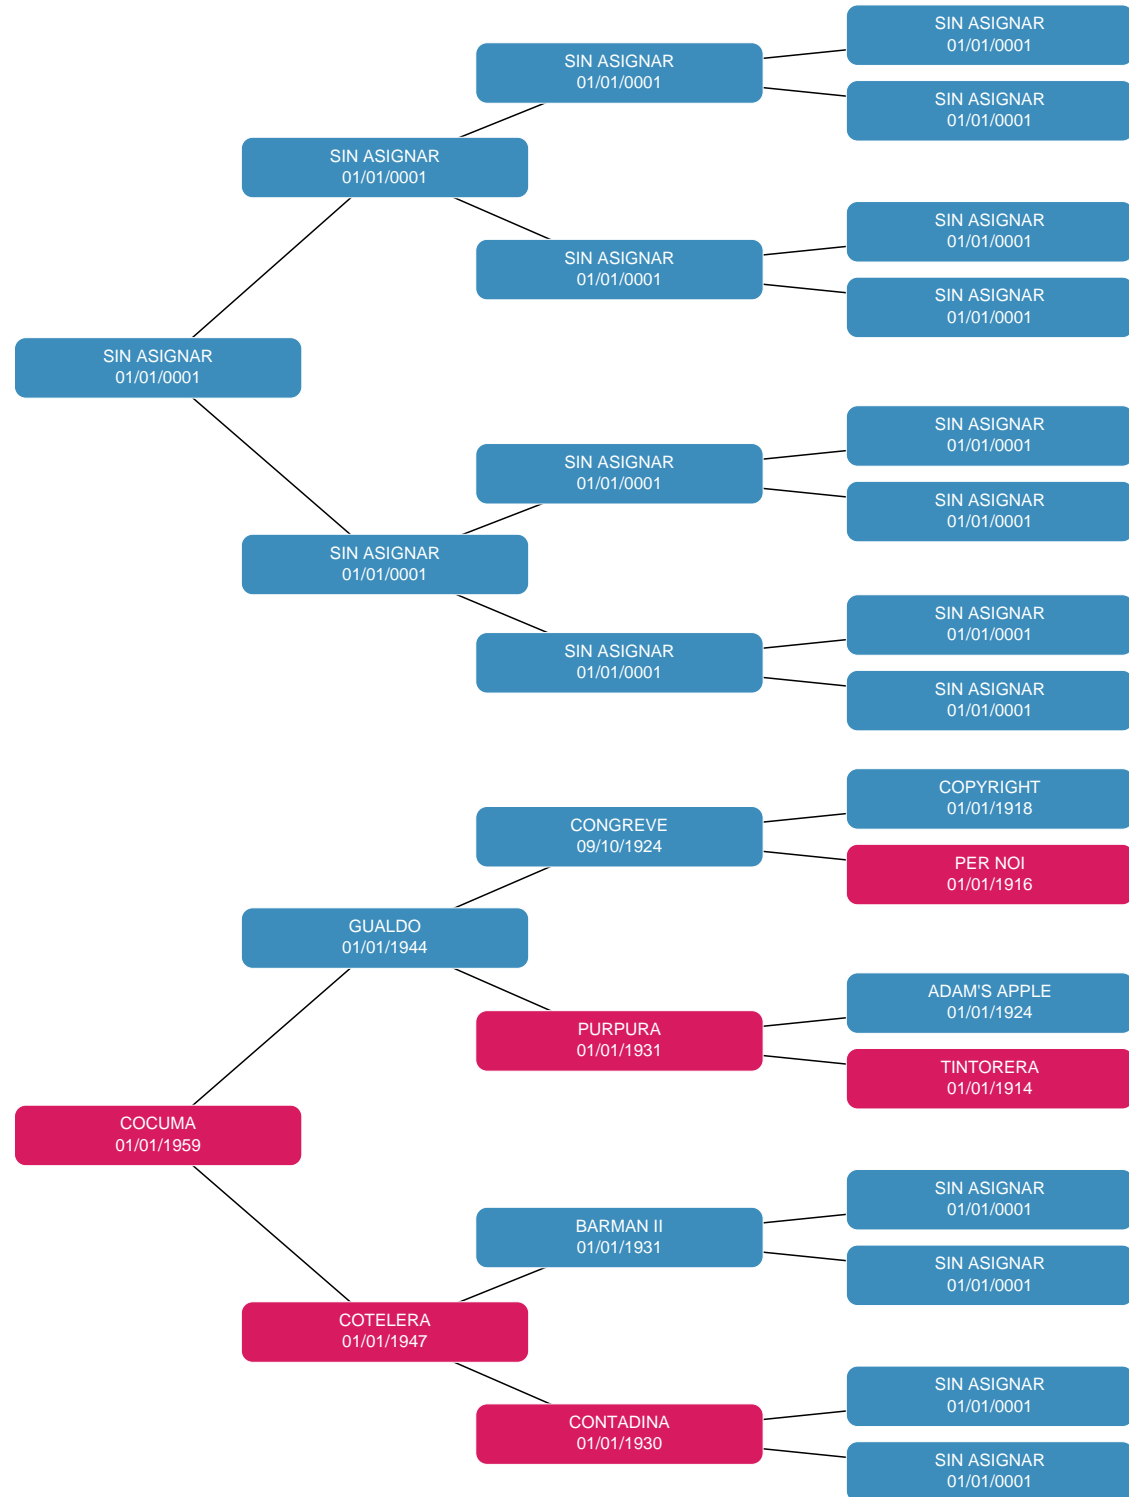 SIN ASIGNAR
01/01/0001
SIN ASIGNAR
01/01/0001
SIN ASIGNAR
01/01/0001
SIN ASIGNAR
01/01/0001
SIN ASIGNAR
01/01/0001
SIN ASIGNAR
01/01/0001
SIN ASIGNAR
01/01/0001
SIN ASIGNAR
01/01/0001
SIN ASIGNAR
01/01/0001
SIN ASIGNAR
01/01/0001
SIN ASIGNAR
01/01/0001
SIN ASIGNAR
01/01/0001
SIN ASIGNAR
01/01/0001
SIN ASIGNAR
01/01/0001
SIN ASIGNAR
01/01/0001
COPYRIGHT
01/01/1918
CONGREVE
09/10/1924
PER NOI
01/01/1916
GUALDO
01/01/1944
ADAM'S APPLE
01/01/1924
PURPURA
01/01/1931
TINTORERA
01/01/1914
COCUMA
01/01/1959
SIN ASIGNAR
01/01/0001
BARMAN II
01/01/1931
SIN ASIGNAR
01/01/0001
COTELERA
01/01/1947
SIN ASIGNAR
01/01/0001
CONTADINA
01/01/1930
SIN ASIGNAR
01/01/0001